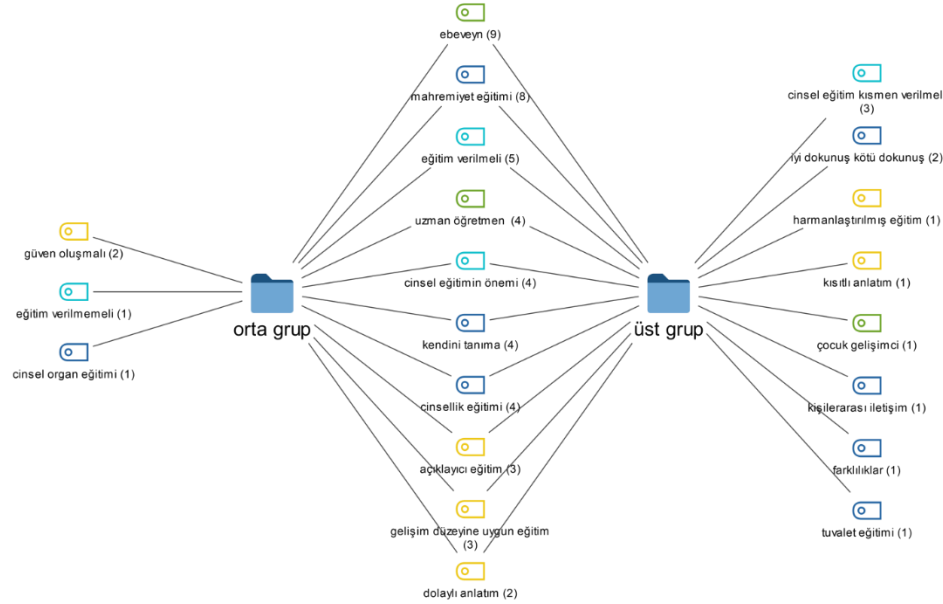 ebeveyn (9)
mahremiyet eğitimi (8)
eğitim verilmeli (5)
uzman öğretmen (4)
cinsel eğitimin önemi (4)
kendini tanıma (4)
cinsellik eğitimi (4)
açıklayıcı eğitim (3)
gelişim düzeyine uygun eğitim
(3)
dolaylı anlatım (2)
güven oluşmalı (2)
eğitim verilmemeli (1)
cinsel organ eğitimi (1)
orta grup
üst grup
cinsel eğitim kısmen verilmel
(3)
iyi dokunuş kötü dokunuş (2)
harmanlaştırılmış eğitim (1)
kısıtlı anlatım (1)
çocuk gelişimci (1)
kişilerarası iletişim (1)
farklılıklar (1)
tuvalet eğitimi (1)